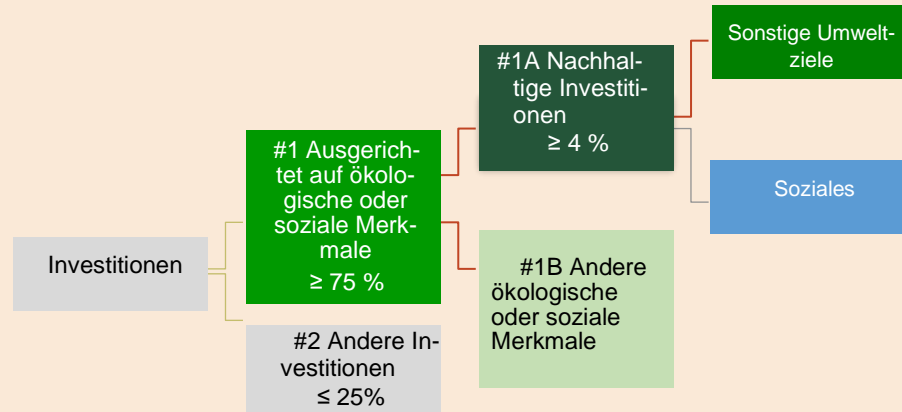 Investitionen
#1 Ausgerich-
tet auf ökolo-
gische oder
soziale Merk-
male
≥ 75 %
#2 Andere In-
vestitionen
≤ 25%
#1A Nachhal-
tige Investiti-
onen
≥ 4 %
#1B Andere
ökologische
oder soziale
Merkmale
Sonstige Umwelt-
ziele
Soziales